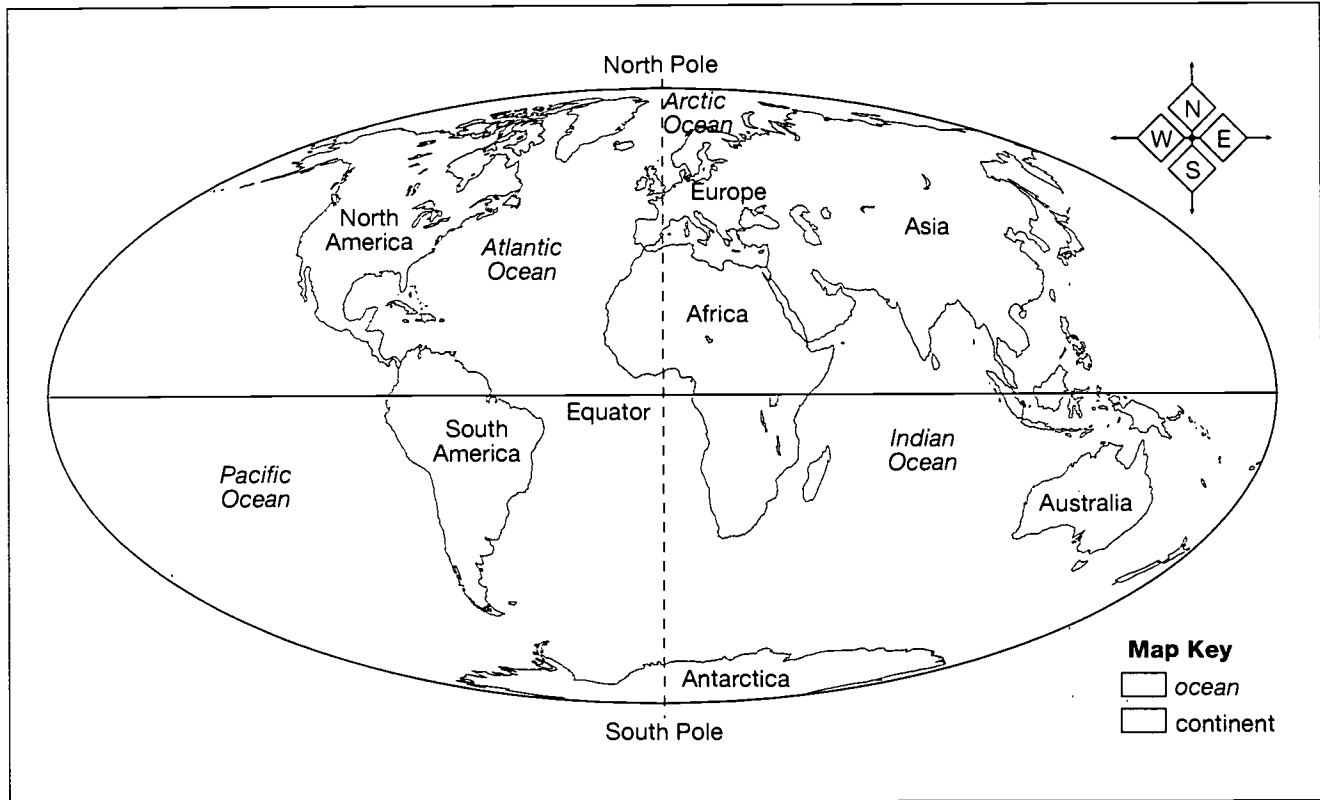 North Pole
Arctic
Ocean
N
W
E
S
North
America
Atlantic
Ocean
Europe
Asia
Africa
Equator
South
America
Pacific
Ocean
Indian
Ocean
Australia
Antarctica
South Pole
Map Key
ocean
continent